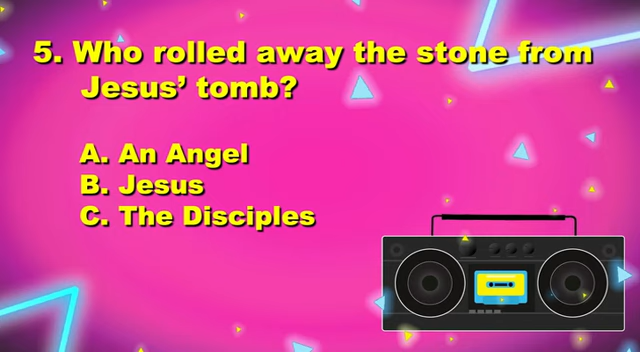 5. Who rolled away the stone from
Jesus’ tomb?
A. An Angel
B. Jesus
C. The Disciples